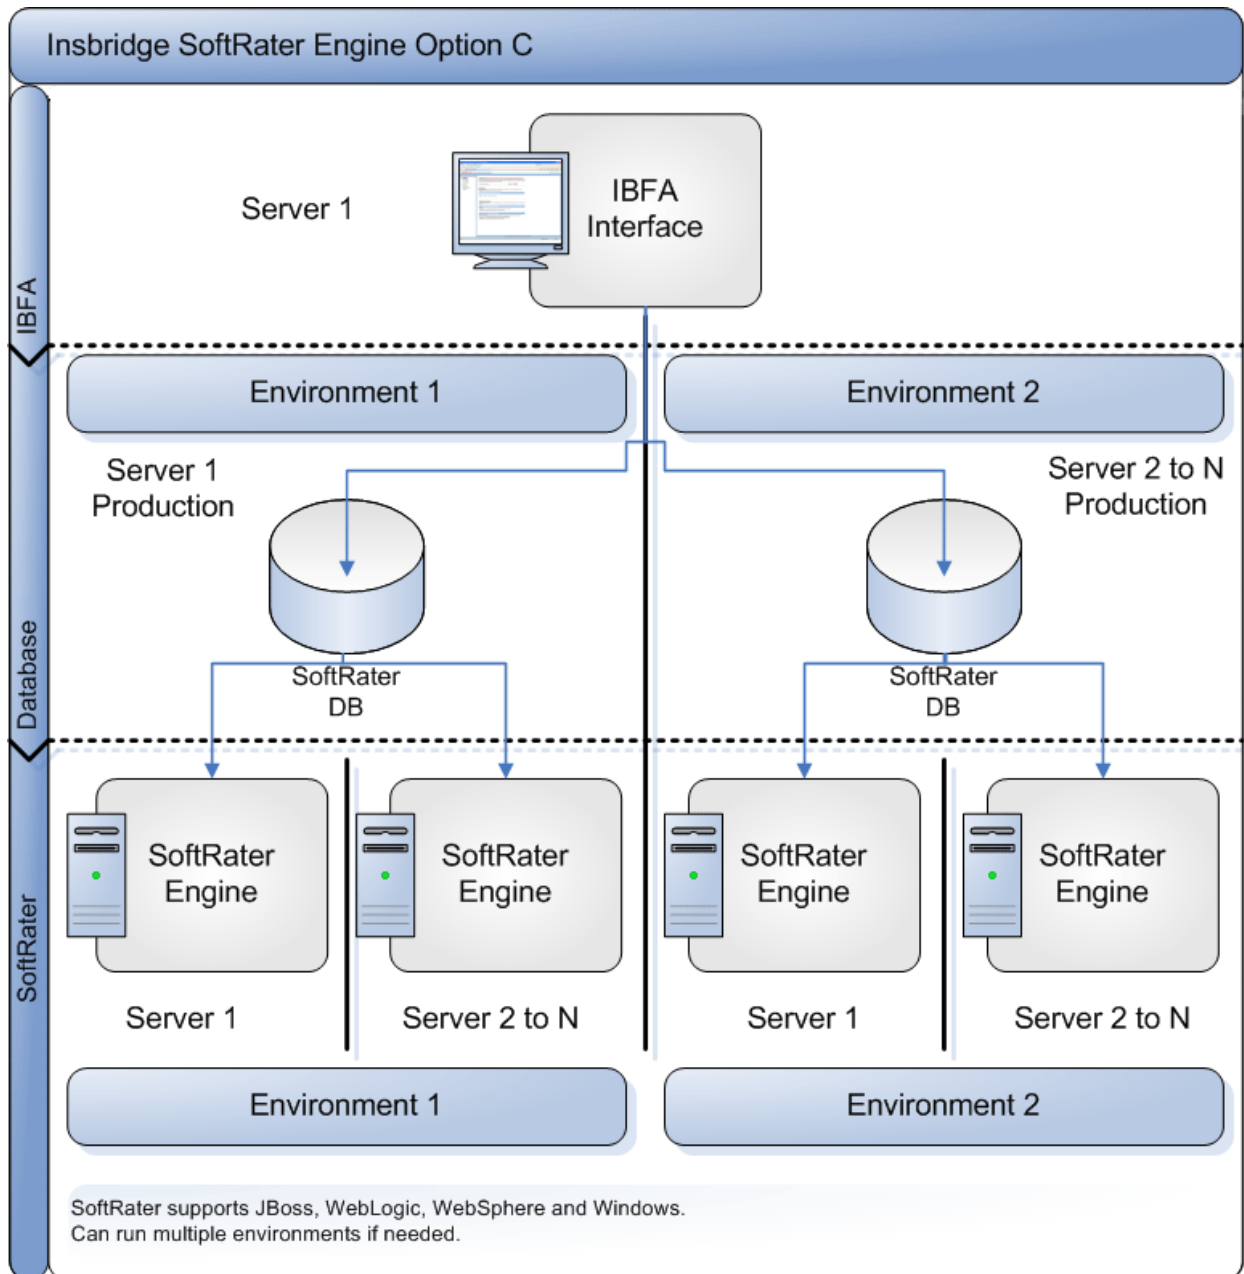 Insbridge SoftRater Engine Option C
IBFA
Server 1
IBFA
Interface
Database
Environment 1
Environment 2
Server 1
Production
Server 2 to N
Production
SoftRater
DB
SoftRater
DB
SoftRater
SoftRater
Engine
SoftRater
Engine
SoftRater
Engine
SoftRater
Engine
Server 1
Server 2 to N
Server 1
Server 2 to N
Environment 1
Environment 2
SoftRater supports JBoss, WebLogic, WebSphere and Windows.
Can run multiple environments if needed.